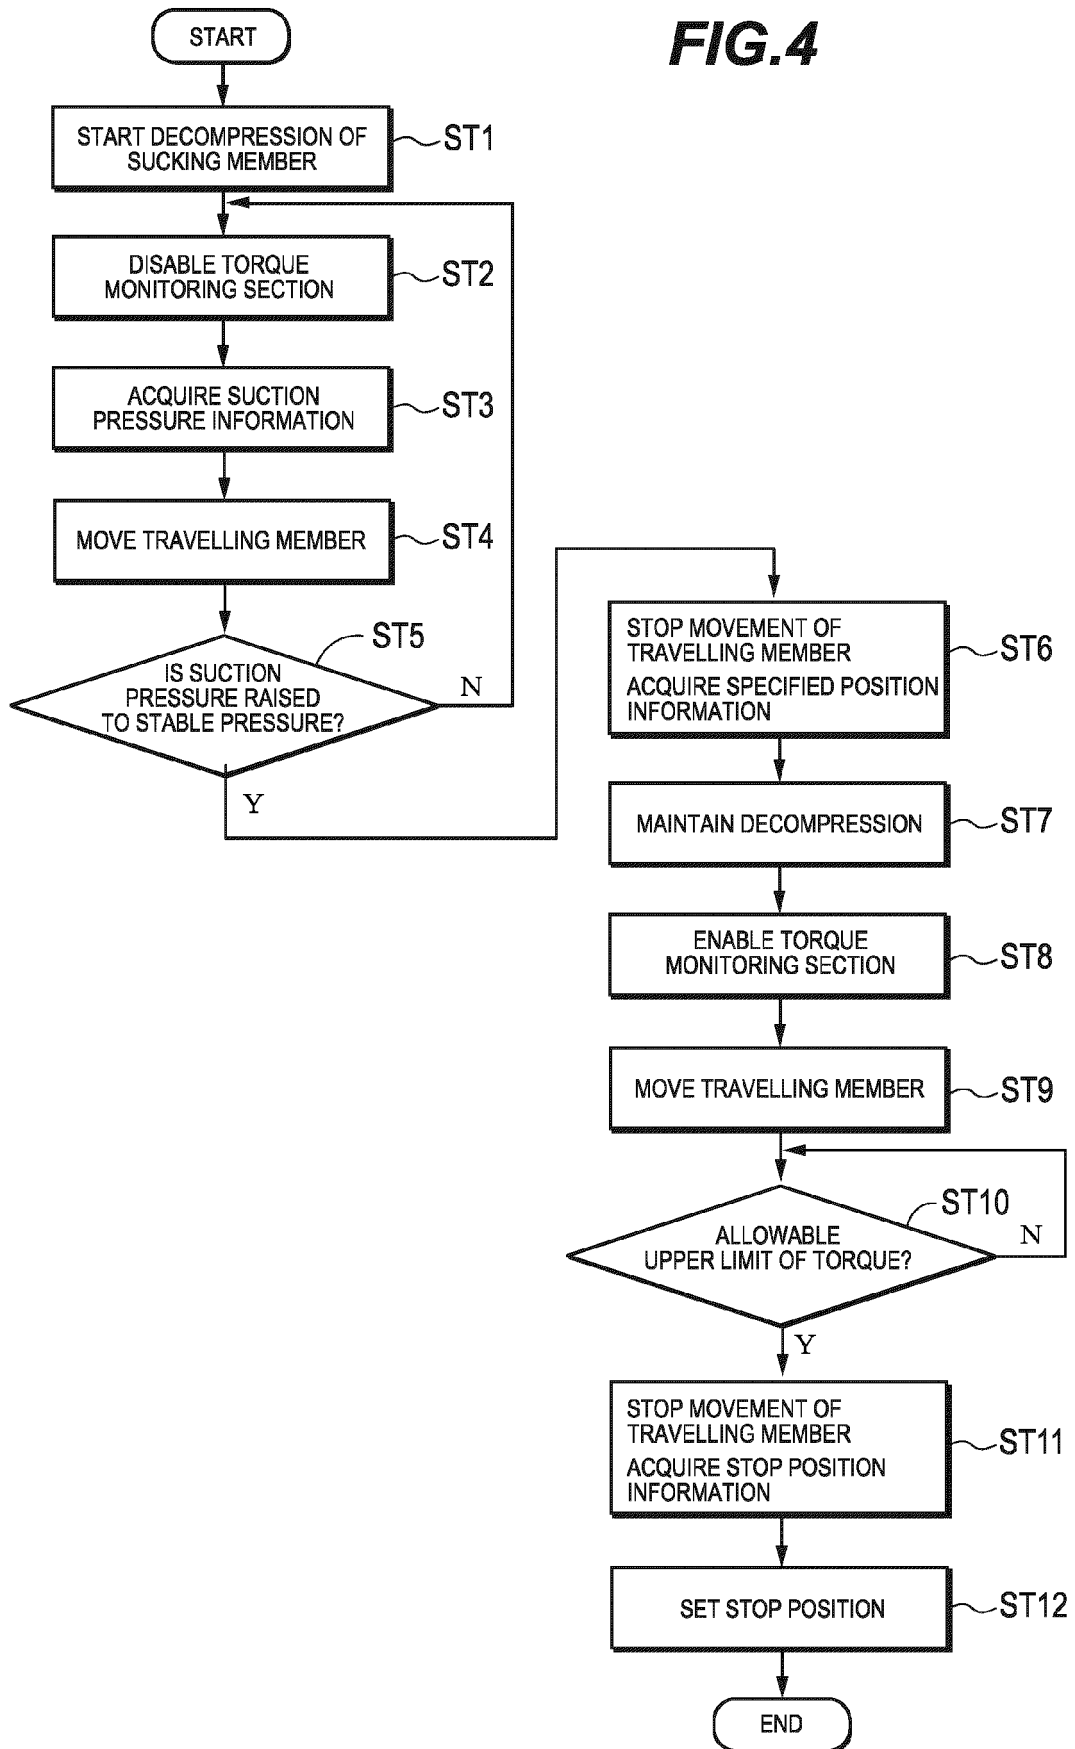 FIG.4
START
START DECOMPRESSION OF
SUCKING MEMBER
ST1
DISABLE TORQUE
MONITORING SECTION
ST2
ACQUIRE SUCTION
PRESSURE INFORMATION
ST3
MOVE TRAVELLING MEMBER
ST4
IS SUCTION
PRESSURE RAISED
TO STABLE PRESSURE?
ST5
N
Y
STOP MOVEMENT OF
TRAVELLING MEMBER
ACQUIRE SPECIFIED POSITION
INFORMATION
ST6
MAINTAIN DECOMPRESSION
ST7
ENABLE TORQUE
MONITORING SECTION
ST8
MOVE TRAVELLING MEMBER
ST9
ALLOWABLE
UPPER LIMIT OF TORQUE?
ST10
N
Y
STOP MOVEMENT OF
TRAVELLING MEMBER
ACQUIRE STOP POSITION
INFORMATION
ST11
SET STOP POSITION
ST12
END